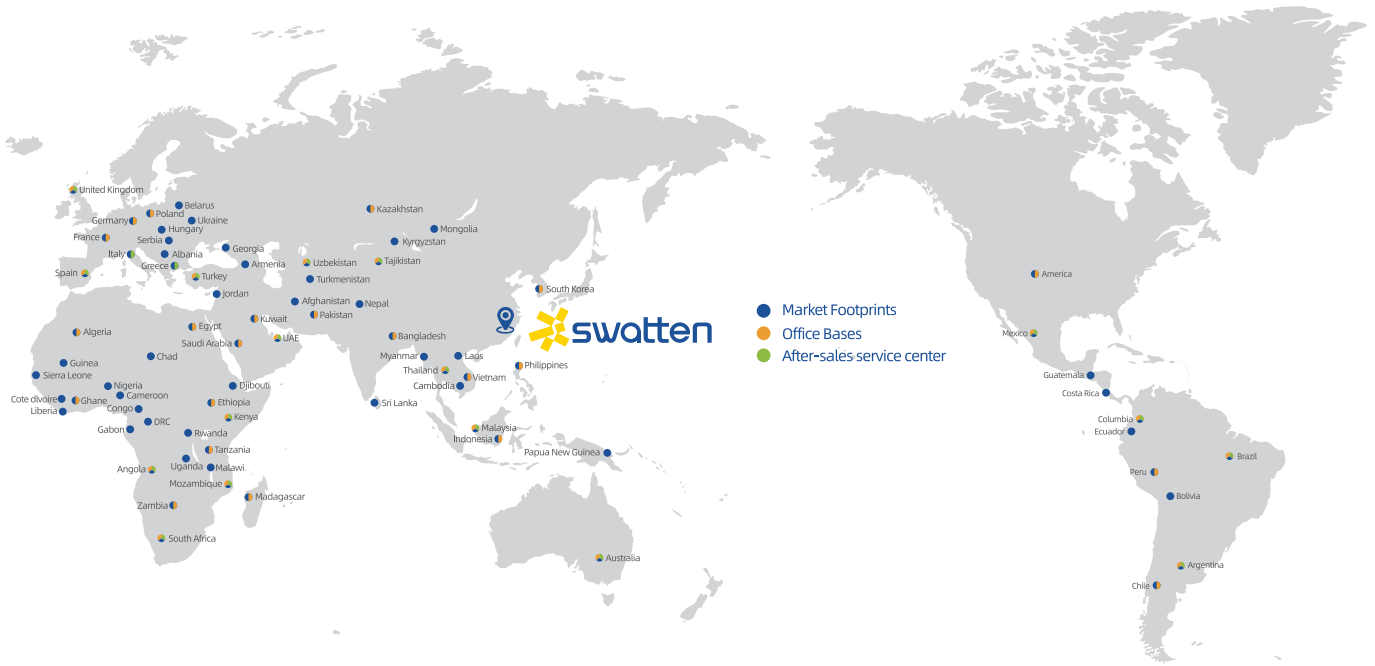 United Kingdom
Belarus
Poland
Germany
Ukraine
Hungary
France
Serbia
Italy
Albania
Greece
Spain
Turkey
Georgia
Armenia
Jordan
Kazakhstan
Mongolia
Kyrgyzstan
Uzbekistan
Tajikistan
Turkmenistan
Afghanistan
Nepal
Pakistan
Kuwait
Egypt
Saudi Arabia
UAE
Algeria
Chad
Guinea
Sierra Leone
Nigeria
Djibouti
Cameroon
Cote dlvoire
Ghane
Ethiopia
Liberia
Congo
Kenya
DRC
Gabon
Rwanda
Tanzania
Uganda
Malawi
Angola
Mozambique
Madagascar
Zambia
South Africa
South Korea
Bangladesh
Myanmar
Laos
Thailand
Philippines
Vietnam
Cambodia
Sri Lanka
Malaysia
Indonesia
Papua New Guinea
Australia
swatten
Market Footprints
Office Bases
After-sales service center
America
Mexico
Guatemala
Costa Rica
Columbia
Ecuador
Brazil
Peru
Bolivia
Argentina
Chile